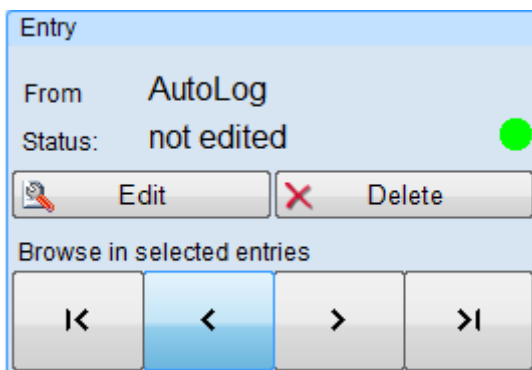 Entry
From AutoLog
Status: not edited
Edit Delete
Browse in selected entries